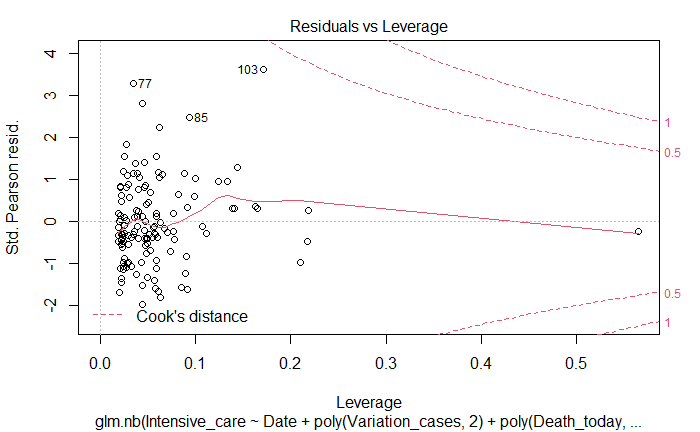 Residuals vs Leverage
4
3
2
1
0
-1
-2
Std. Pearson resid.
103
77
85
1
0.5
0.5
1
Cook's distance
0.0 0.1 0.2 0.3 0.4 0.5
Leverage
glm.nb(Intensive_care ~ Date + poly(Variation_cases, 2) + poly(Death_today, ...